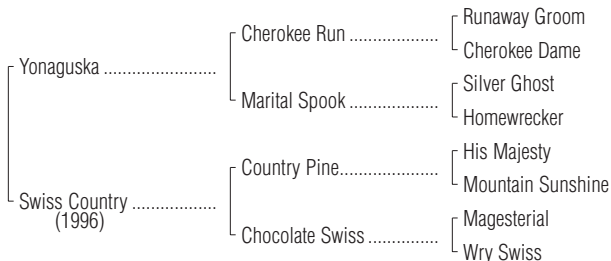 Runaway Groom
Cherokee Run ....................
Cherokee Dame
Yonaguska .........................
Silver Ghost
Marital Spook ....................
Homewrecker
His Majesty
Country Pine......................
Mountain Sunshine
Swiss Country ...................
(1996)
Magesterial
Chocolate Swiss ................
Wry Swiss